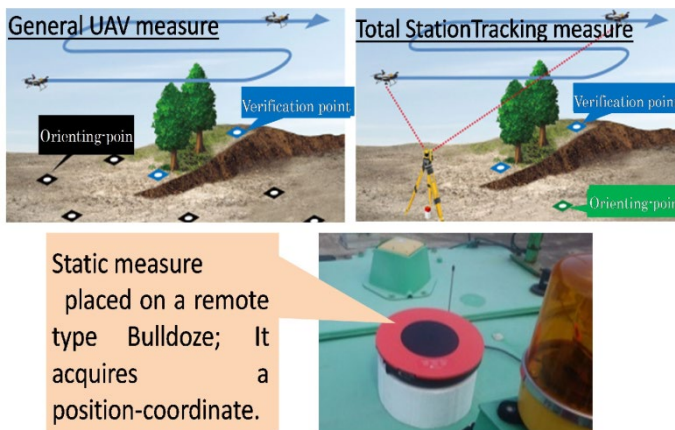 General UAV measure
Verification point
Orienting-poin
Total StationTracking measure
Verification poin
Orienting-poin
Static measure
placed on a remote
type Bulldoze; It
acquires a
position-coordinate.